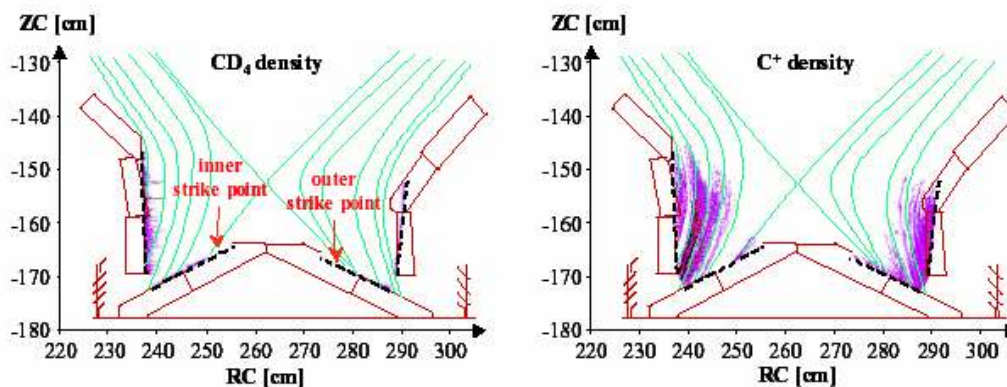 ZC [cm]
CD4 density
-130
-140
-150
-160
-170
-180
inner
strike point
outer
strike point
220 230 240 250 260 270 280 290 300
RC [cm]
ZC [cm]
C+ density
-130
-140
-150
-160
-170
-180
220 230 240 250 260 270 280 290 300
RC [cm]